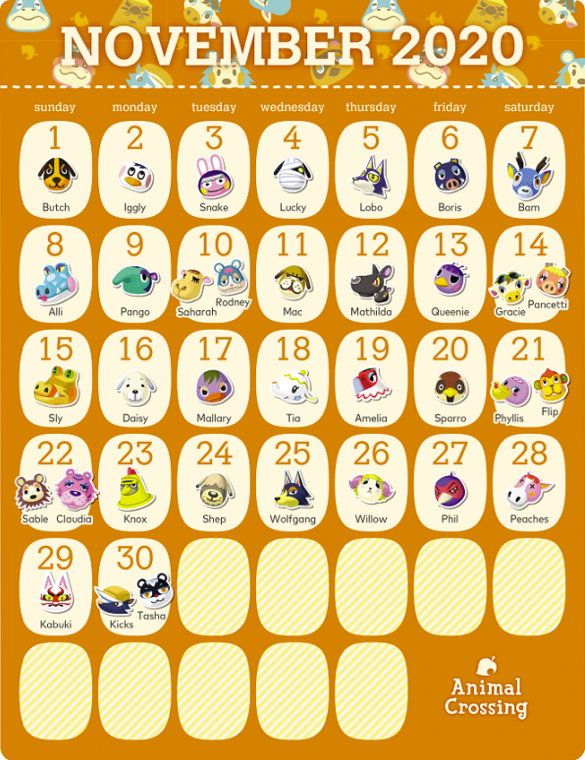 NOVEMBER 2020
sunday monday tuesday wednesday thursday friday saturday
1 2 3 4 5 6 7
Butch Iggly Snake Lucky Lobo Boris Bam
8 9 10 11 12 13 14
Alli Pango Saharah Rodney Mac Mathilda Queenie Gracie Pancetti
15 16 17 18 19 20 21
Sly Daisy Mallary Tia Amelia Sparro Phyllis Flip
22 23 24 25 26 27 28
Sable Claudia Knox Shep Wolfgang Willow Phil Peaches
29 30
Kabuki Kicks Tasha
Animal
Crossing